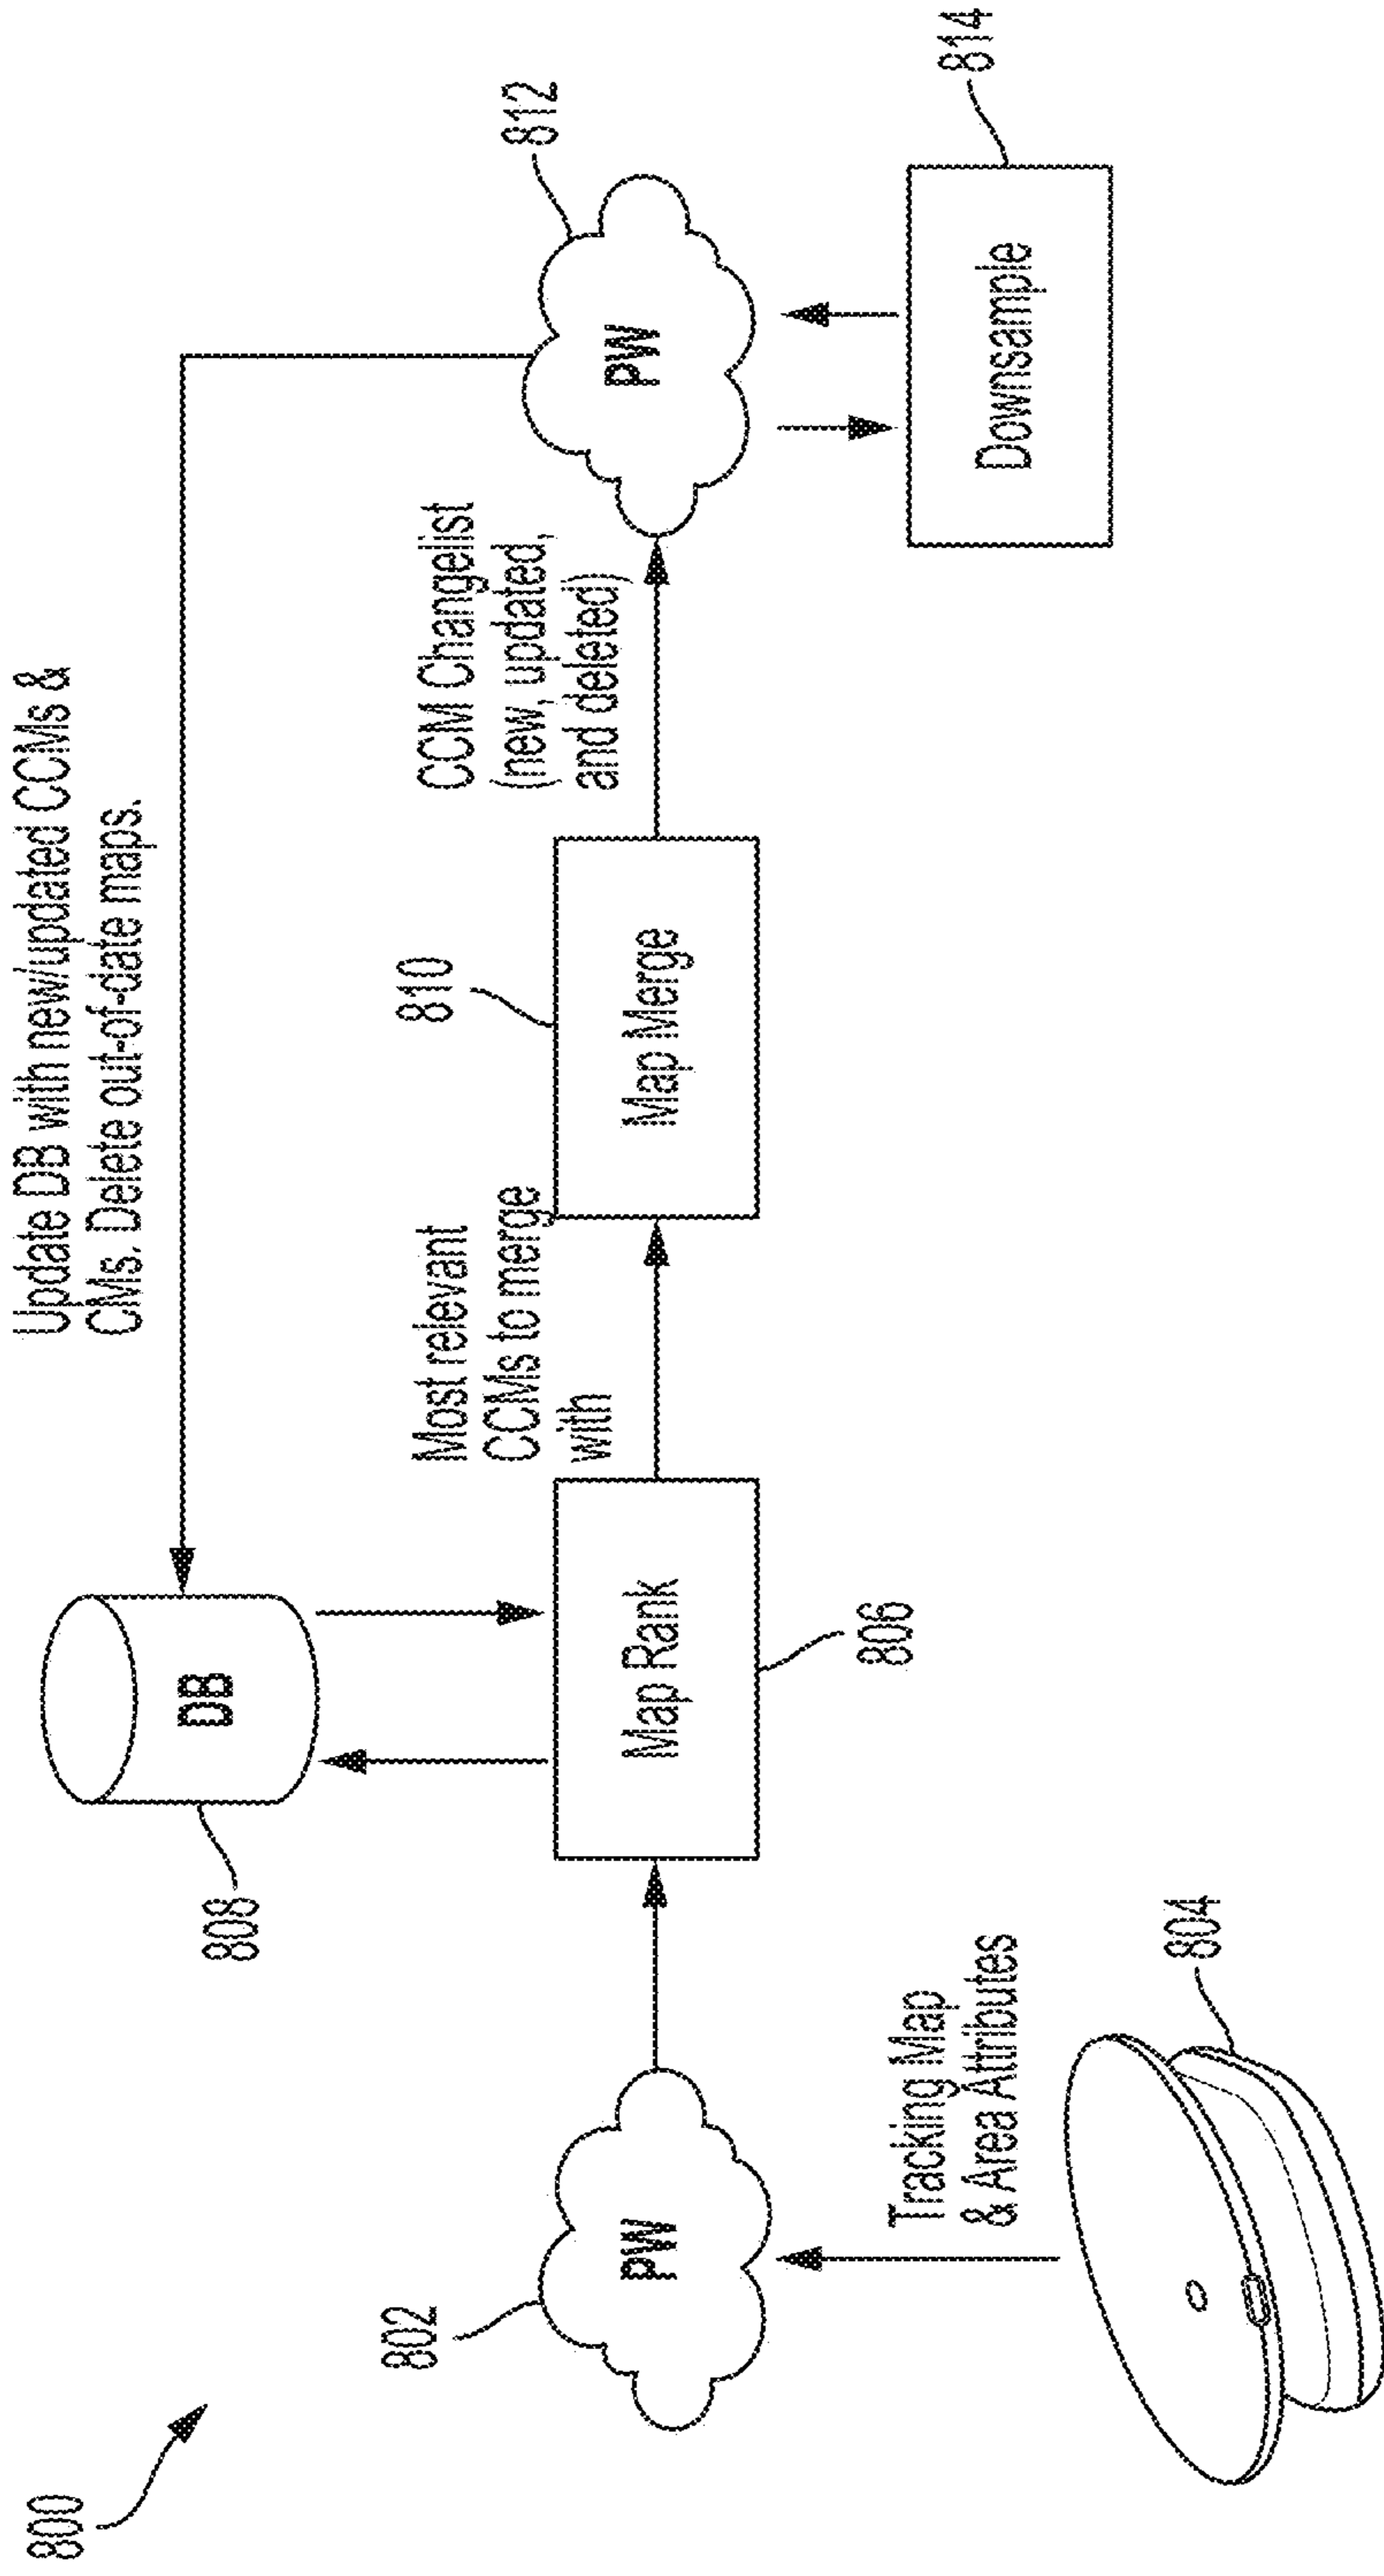 800
Update DB with new/updated CCMs &
CMs. Delete out-of-date maps.
808
DB
802
PW
Map Rank
806
Most relevant
CCMs to merge
with
810
Map Merge
CCM Changelist
(new, updated,
and deleted)
812
PW
Tracking Map
& Area Attributes
804
Downsample
814